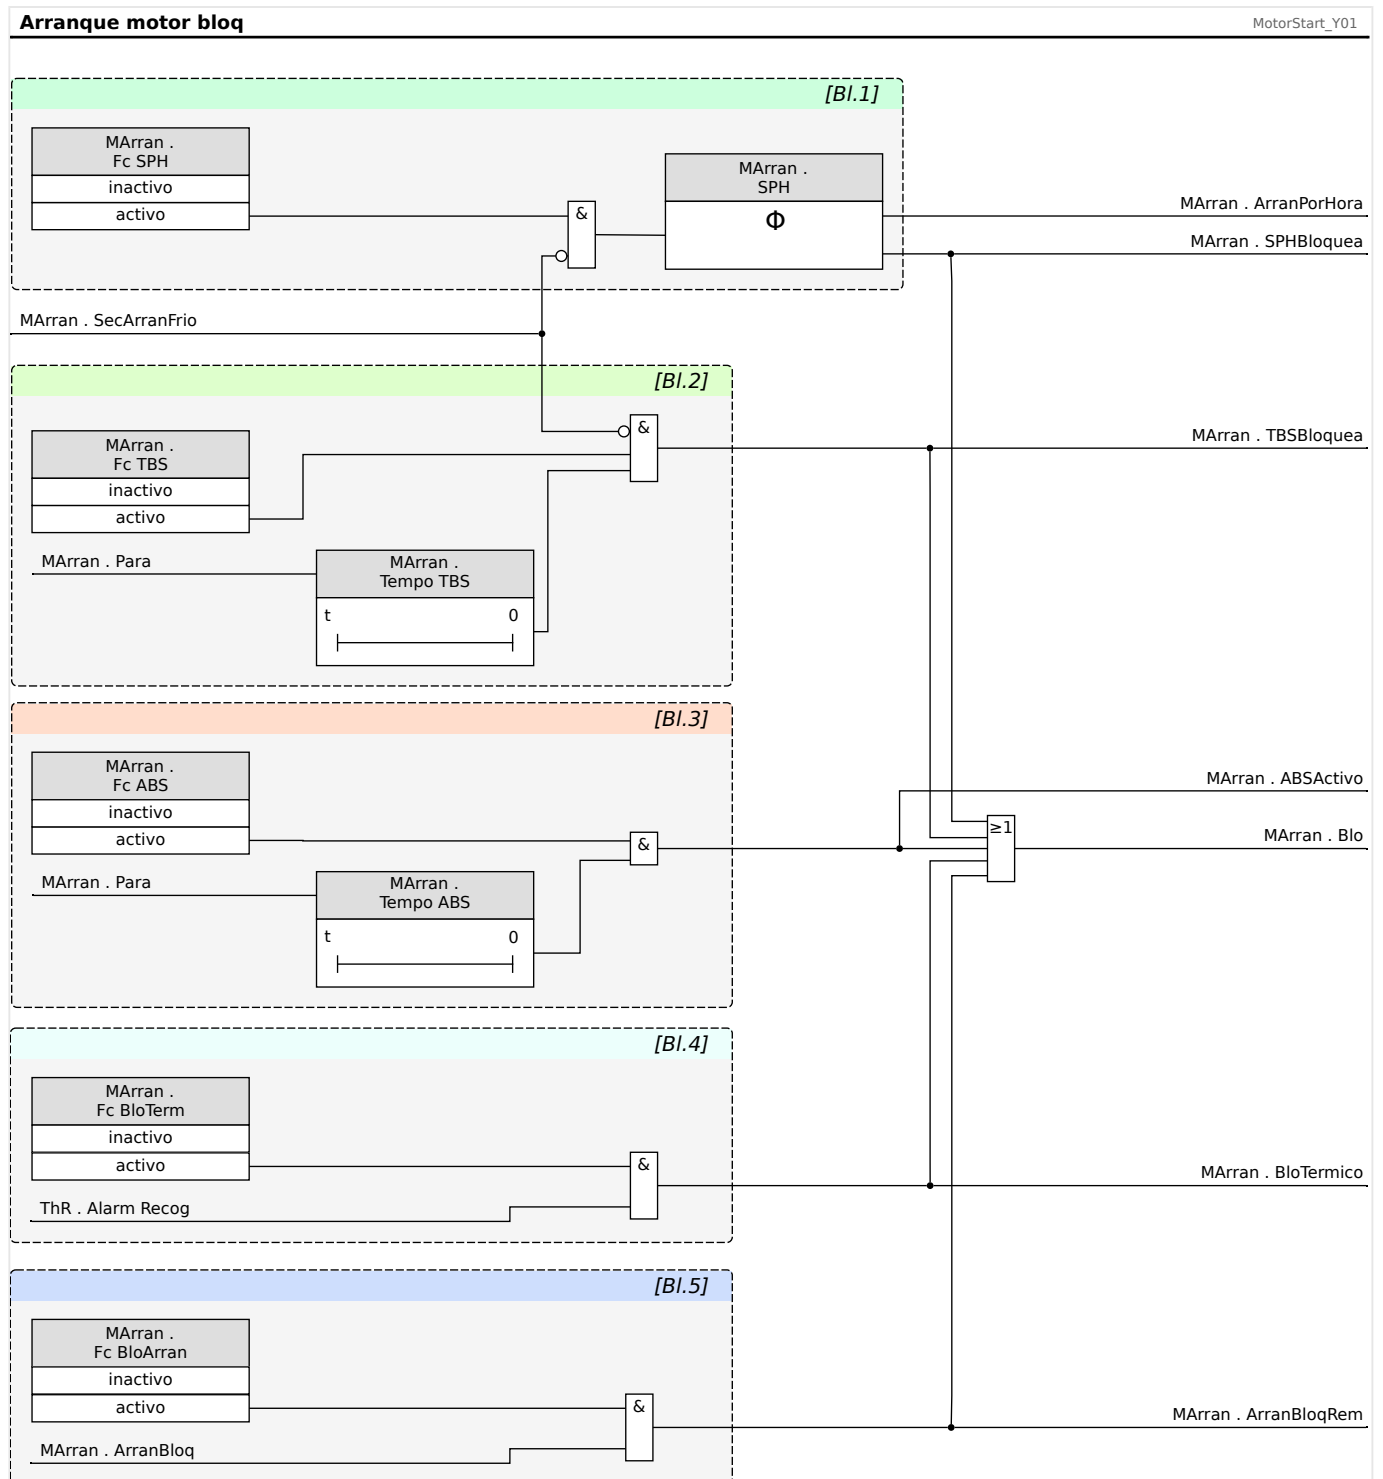 Arranque motor bloq
MotorStart_Y01
[Bl.1]
MArran .
Fc SPH
inactivo
activo
&
MArran .
SPH
Φ
MArran . ArranPorHora
MArran . SPHBloquea
MArran . SecArranFrio
[Bl.2]
MArran .
Fc TBS
inactivo
activo
&
MArran . TBSBloquea
MArran . Para
MArran .
Tempo TBS
t 0
[Bl.3]
MArran .
Fc ABS
inactivo
activo
&
MArran . ABSActivo
≥1
MArran . Blo
MArran . Para
MArran .
Tempo ABS
t 0
[Bl.4]
MArran .
Fc BloTerm
inactivo
activo
&
MArran . BloTermico
ThR . Alarm Recog
[Bl.5]
MArran .
Fc BloArran
inactivo
activo
&
MArran . ArranBloqRem
MArran . ArranBloq